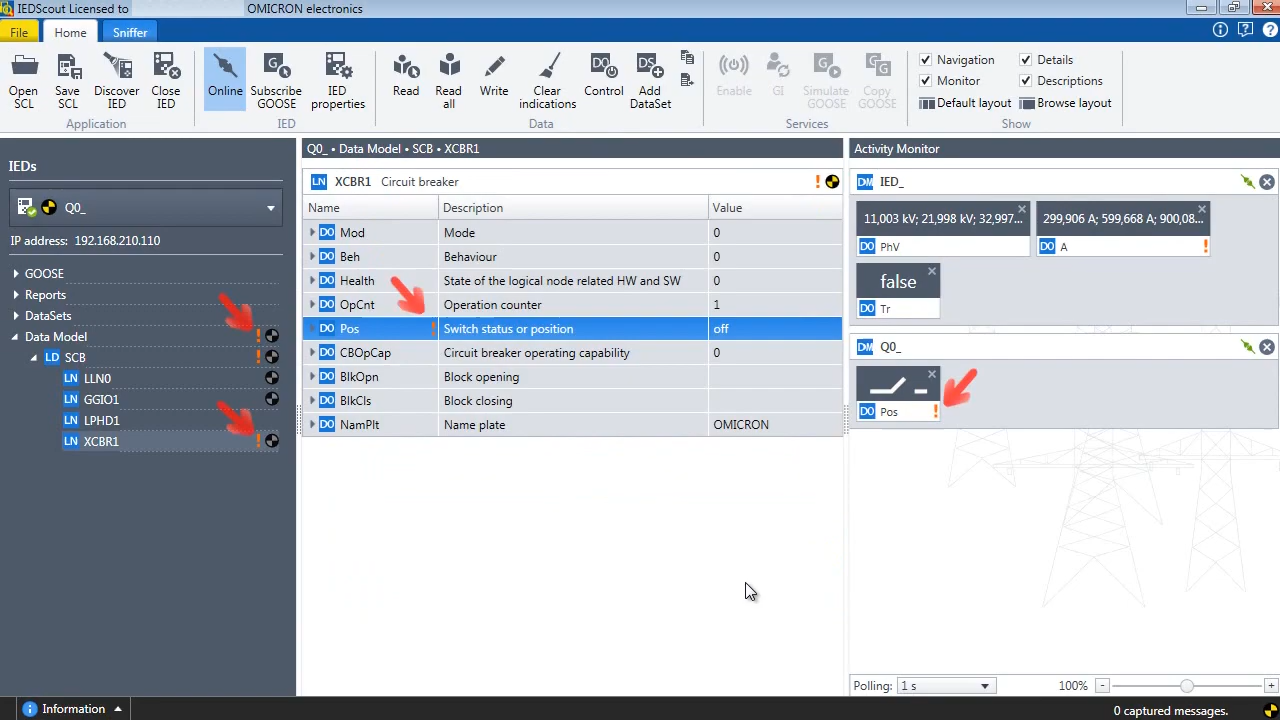 IEDScout Licensed to OMICRON electronics
File Home Sniffer
Open SCL
Save SCL
Discover IED
Close IED
Application
Online
Subscribe GOOSE
IED properties
IED
Read
Read all
Write
Clear indications
Control
Add DataSet
Data
Enable
GI
Simulate GOOSE
Copy GOOSE
Services
Navigation
Details
Monitor
Descriptions
Default layout
Browse layout
Show
IEDs
Q0_
IP address: 192.168.210.110
GOOSE
Reports
DataSets
Data Model
LD SCB
LN LLN0
LN GGIO1
LN LPHD1
LN XCBR1
Q0_ • Data Model • SCB • XCBR1
LN XCBR1 Circuit breaker
Name Description Value
DO Mod Mode 0
DO Beh Behaviour 0
DO Health State of the logical node related HW and SW 0
DO OpCnt Operation counter 1
DO Pos ! Switch status or position off
DO CBOpCap Circuit breaker operating capability 0
DO BlkOpn Block opening
DO BlkCls Block closing
DO NamPlt Name plate OMICRON
Activity Monitor
DM IED_
11,003 kV; 21,998 kV; 32,997...
DO PhV
299,906 A; 599,668 A; 900,08...
DO A !
false
DO Tr
DM Q0_
DO Pos !
Polling: 1 s 100% - +
Information
0 captured messages.